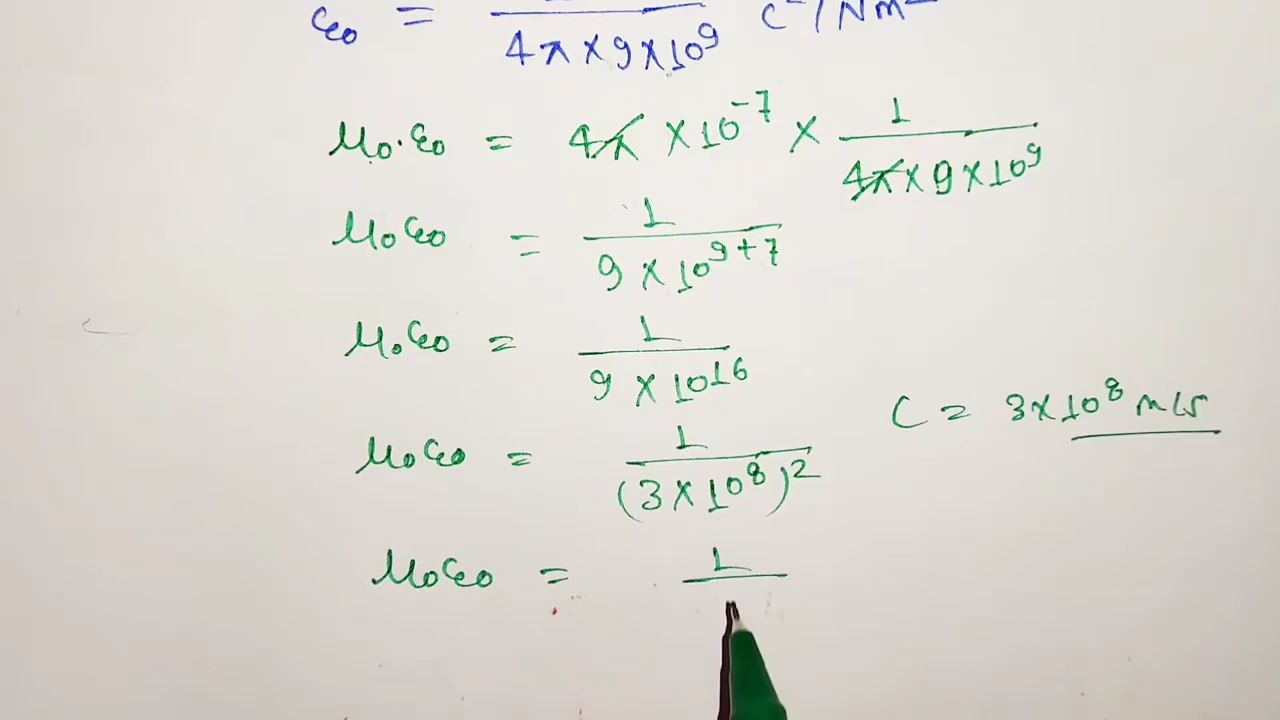 ε₀ = ―――― C²/Nm²
4π × 9 × 10⁹
μ₀·ε₀ = 4π × 10⁻⁷ × 1 / (4π × 9 × 10⁹)
μ₀ε₀ = 1 / (9 × 10⁹⁺⁷)
μ₀ε₀ = 1 / (9 × 10¹⁶)
C = 3 × 10⁸ m/s
μ₀ε₀ = 1 / (3 × 10⁸)²
μ₀ε₀ = 1 /